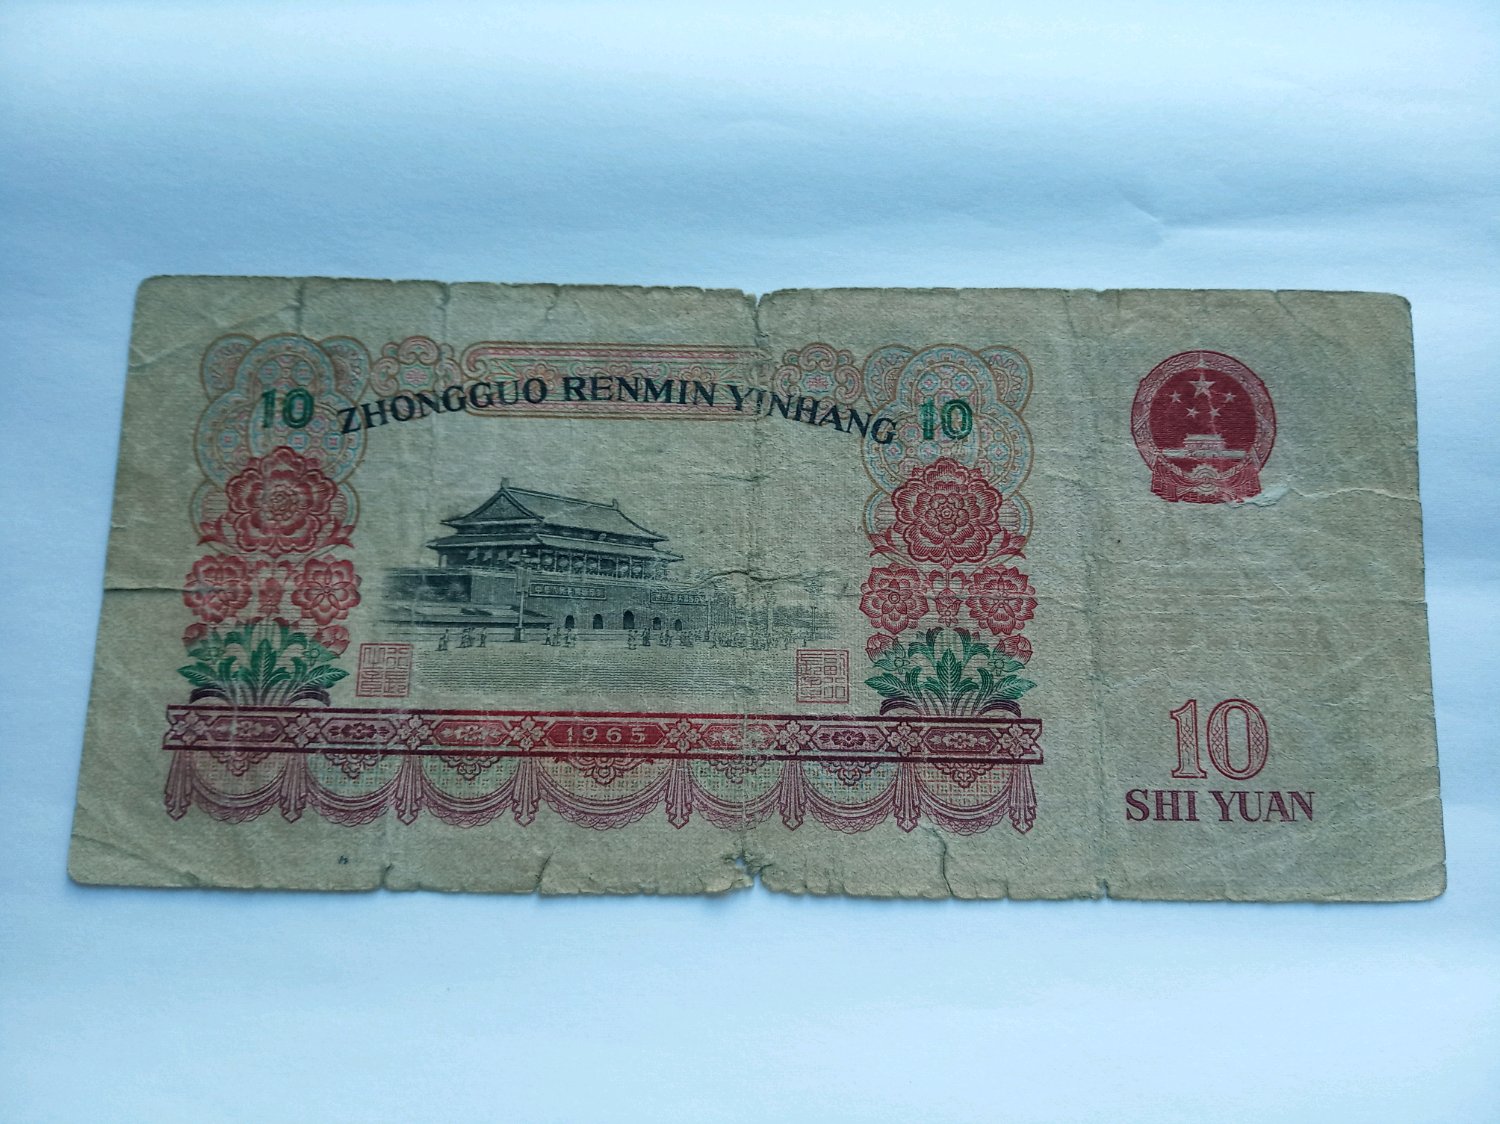 10 ZHONGGUO RENMIN YINHANG 10
1965
10
SHI YUAN